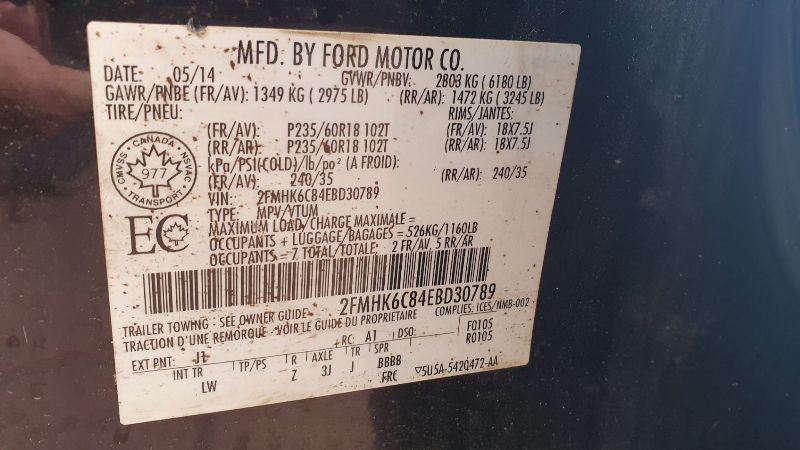 MFD. BY FORD MOTOR CO.
DATE: 05/14 GVWR/PNBV: 2803 KG ( 6180 LB)
GAWR/PNBE (FR/AV): 1349 KG ( 2975 LB) (RR/AR): 1472 KG ( 3245 LB)
TIRE/PNEU: RIMS/JANTES:
(FR/AV): P235/60R18 102T (FR/AV): 18X7.5J
(RR/AR): P235/60R18 102T (RR/AR): 18X7.5J
kPa/PSI(COLD)/lb/po² (A FROID):
(FR/AV): 240/35 (RR/AR): 240/35
VIN: 2FMHK6C84EBD30789
TYPE: MPV/VTUM
MAXIMUM LOAD/CHARGE MAXIMALE =
OCCUPANTS + LUGGAGE/BAGAGES = 526KG/1160LB
OCCUPANTS = 7 TOTAL/TOTALE: 2 FR/AV, 5 RR/AR
CMVSS · CANADA · NSVAC · TRANSPORT ·
977
EC
2FMHK6C84EBD30789
TRAILER TOWING - SEE OWNER GUIDE COMPLIES: ICES/NMB-002
TRACTION D'UNE REMORQUE - VOIR LE GUIDE DU PROPRIETAIRE
EXT PNT: J1 RC: A1 DSO: F0105
R0105
INT TR TP/PS R AXLE TR SPR
LW Z 3J J BBBB
FRC ▽5U5A-5420472-AA